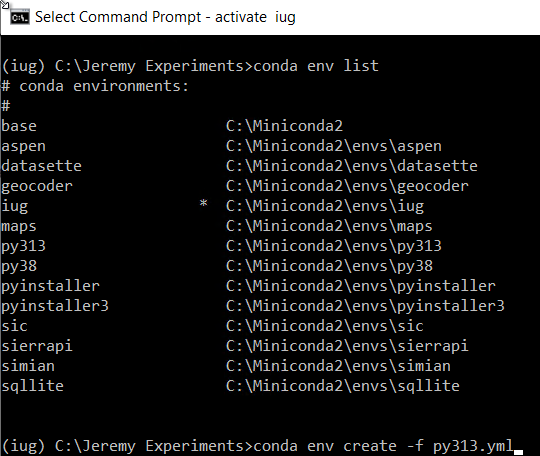 Select Command Prompt - activate  iug
(iug) C:\Jeremy Experiments>conda env list
# conda environments:
#
base                     C:\Miniconda2
aspen                    C:\Miniconda2\envs\aspen
datasette                C:\Miniconda2\envs\datasette
geocoder                 C:\Miniconda2\envs\geocoder
iug                   *  C:\Miniconda2\envs\iug
maps                     C:\Miniconda2\envs\maps
py313                    C:\Miniconda2\envs\py313
py38                     C:\Miniconda2\envs\py38
pyinstaller              C:\Miniconda2\envs\pyinstaller
pyinstaller3             C:\Miniconda2\envs\pyinstaller3
sic                      C:\Miniconda2\envs\sic
sierrapi                 C:\Miniconda2\envs\sierrapi
simian                   C:\Miniconda2\envs\simian
sqllite                  C:\Miniconda2\envs\sqllite
(iug) C:\Jeremy Experiments>conda env create -f py313.yml